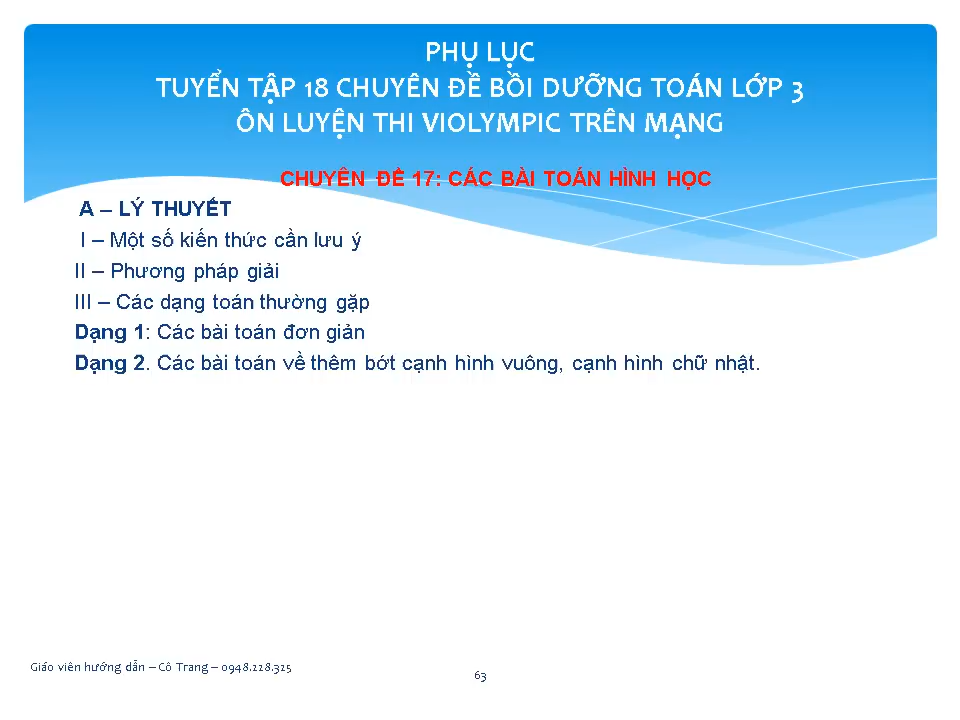 PHỤ LỤC
TUYỂN TẬP 18 CHUYÊN ĐỀ BỒI DƯỠNG TOÁN LỚP 3
ÔN LUYỆN THI VIOLYMPIC TRÊN MẠNG
CHUYÊN ĐỀ 17: CÁC BÀI TOÁN HÌNH HỌC
A – LÝ THUYẾT
I – Một số kiến thức cần lưu ý
II – Phương pháp giải
III – Các dạng toán thường gặp
Dạng 1: Các bài toán đơn giản
Dạng 2. Các bài toán về thêm bớt cạnh hình vuông, cạnh hình chữ nhật.
Giáo viên hướng dẫn – Cô Trang – 0948.228.325
63